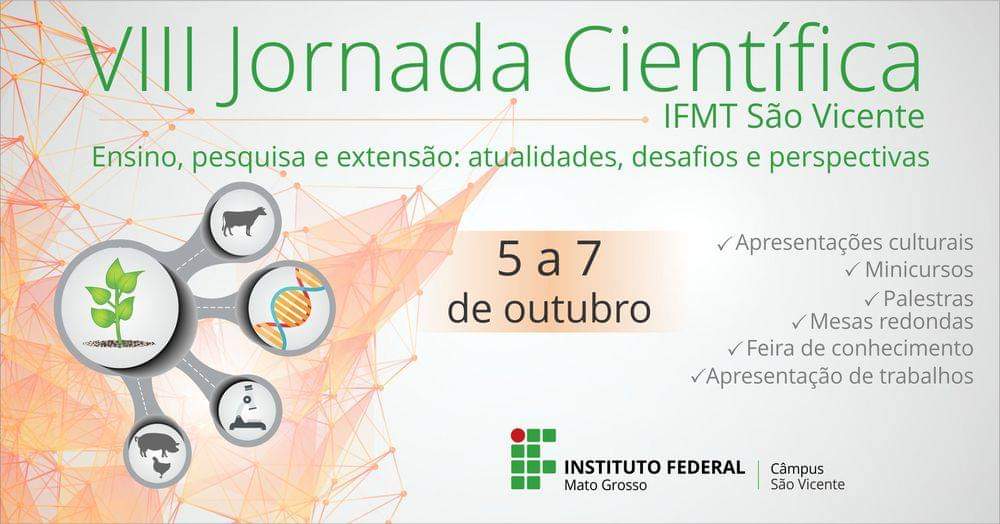 VIII Jornada Científica
IFMT São Vicente
Ensino, pesquisa e extensão: atualidades, desafios e perspectivas
5 a 7
de outubro
✓Apresentações culturais
✓Minicursos
✓Palestras
✓Mesas redondas
✓Feira de conhecimento
✓Apresentação de trabalhos
INSTITUTO FEDERAL
Mato Grosso
Câmpus
São Vicente